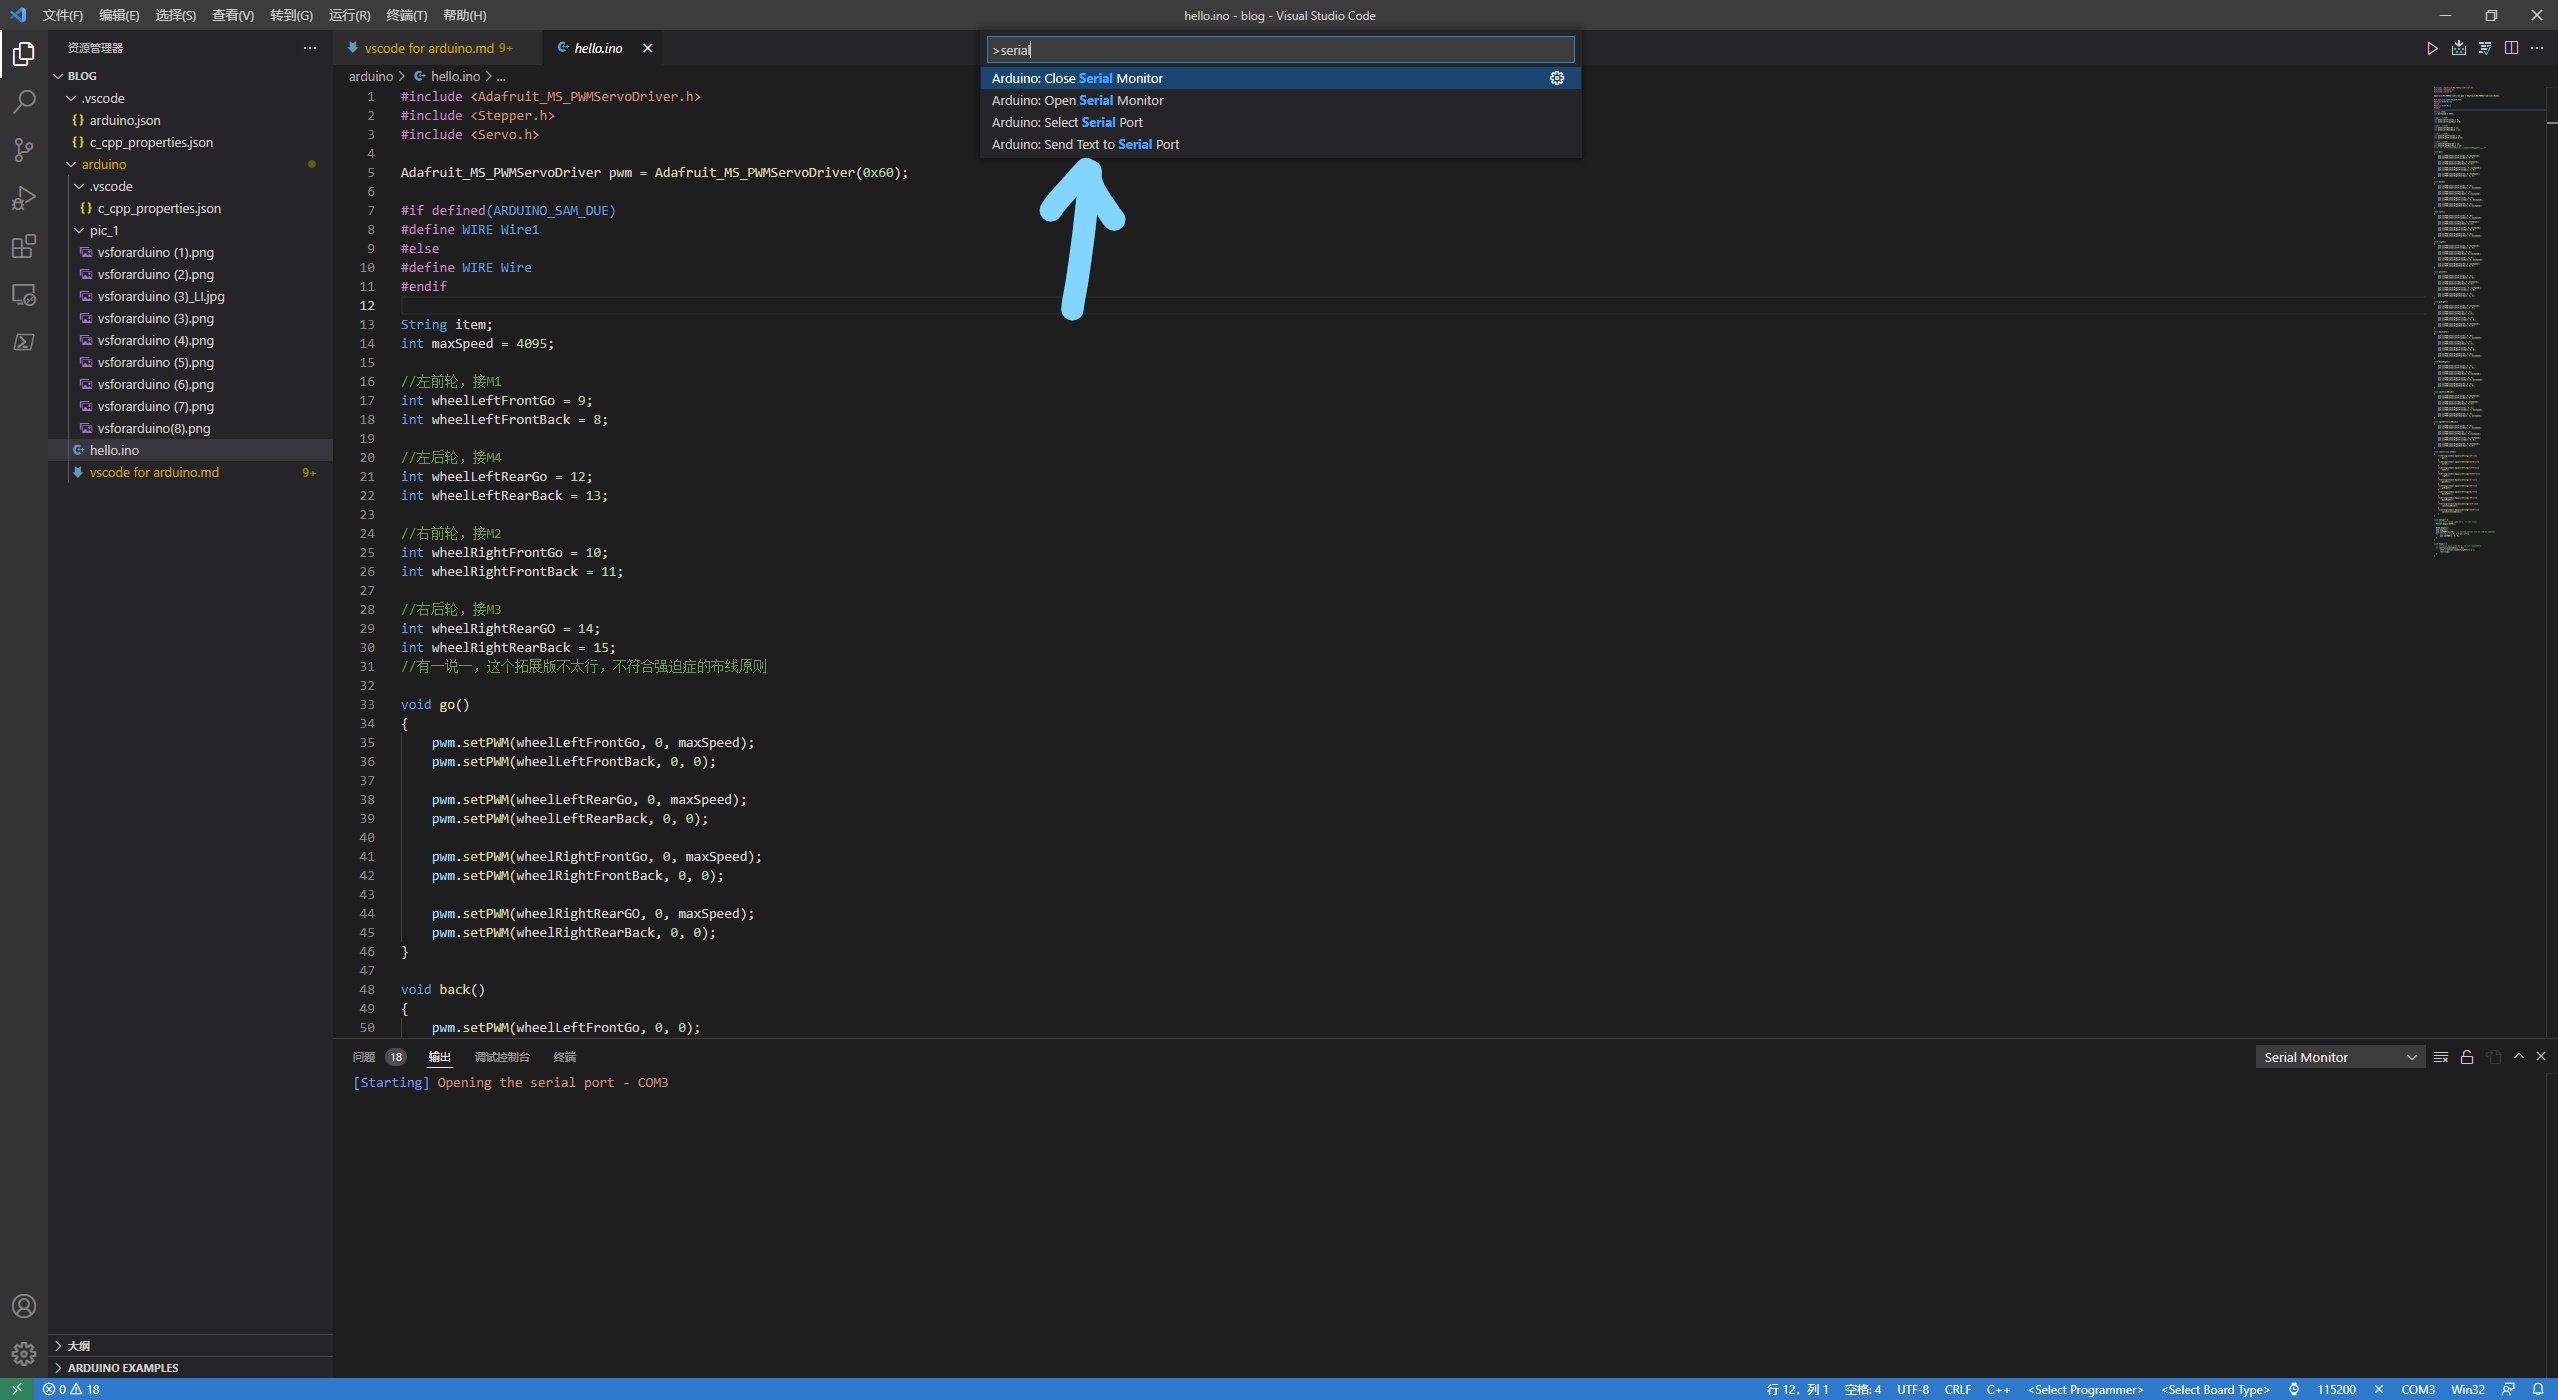 文件(F) 编辑(E) 选择(S) 查看(V) 转到(G) 运行(R) 终端(T) 帮助(H)
hello.ino - blog - Visual Studio Code
资源管理器
BLOG
.vscode
arduino.json
c_cpp_properties.json
arduino
.vscode
c_cpp_properties.json
pic_1
vsforarduino (1).png
vsforarduino (2).png
vsforarduino (3)_LI.jpg
vsforarduino (3).png
vsforarduino (4).png
vsforarduino (5).png
vsforarduino (6).png
vsforarduino (7).png
vsforarduino(8).png
hello.ino
vscode for arduino.md 9+
大纲
ARDUINO EXAMPLES
vscode for arduino.md 9+
hello.ino
>serial
Arduino: Close Serial Monitor
Arduino: Open Serial Monitor
Arduino: Select Serial Port
Arduino: Send Text to Serial Port
arduino > hello.ino > ...
1 #include <Adafruit_MS_PWMServoDriver.h>
2 #include <Stepper.h>
3 #include <Servo.h>
4
5 Adafruit_MS_PWMServoDriver pwm = Adafruit_MS_PWMServoDriver(0x60);
6
7 #if defined(ARDUINO_SAM_DUE)
8 #define WIRE Wire1
9 #else
10 #define WIRE Wire
11 #endif
12
13 String item;
14 int maxSpeed = 4095;
15
16 //左前轮，接M1
17 int wheelLeftFrontGo = 9;
18 int wheelLeftFrontBack = 8;
19
20 //左后轮，接M4
21 int wheelLeftRearGo = 12;
22 int wheelLeftRearBack = 13;
23
24 //右前轮，接M2
25 int wheelRightFrontGo = 10;
26 int wheelRightFrontBack = 11;
27
28 //右后轮，接M3
29 int wheelRightRearGO = 14;
30 int wheelRightRearBack = 15;
31 //有一说一，这个拓展版不太行，不符合强迫症的布线原则
32
33 void go()
34 {
35 pwm.setPWM(wheelLeftFrontGo, 0, maxSpeed);
36 pwm.setPWM(wheelLeftFrontBack, 0, 0);
37
38 pwm.setPWM(wheelLeftRearGo, 0, maxSpeed);
39 pwm.setPWM(wheelLeftRearBack, 0, 0);
40
41 pwm.setPWM(wheelRightFrontGo, 0, maxSpeed);
42 pwm.setPWM(wheelRightFrontBack, 0, 0);
43
44 pwm.setPWM(wheelRightRearGO, 0, maxSpeed);
45 pwm.setPWM(wheelRightRearBack, 0, 0);
46 }
47
48 void back()
49 {
50 pwm.setPWM(wheelLeftFrontGo, 0, 0);
问题 18 输出 调试控制台 终端
Serial Monitor
[Starting] Opening the serial port - COM3
0 18
行 12，列 1 空格: 4 UTF-8 CRLF C++ <Select Programmer> <Select Board Type> 115200 COM3 Win32